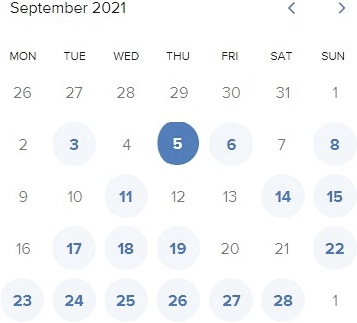 September 2021
MON TUE WED THU FRI SAT SUN
26 27 28 29 30 31 1
2 3 4 5 6 7 8
9 10 11 12 13 14 15
16 17 18 19 20 21 22
23 24 25 26 27 28 1